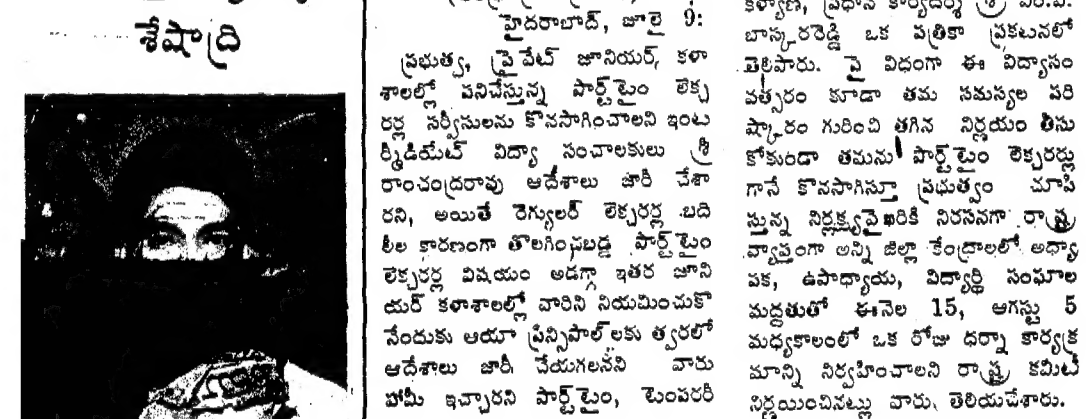 శేషాద్రి
హైదరాబాద్, జూలై 9:
ప్రభుత్వ, ప్రైవేట్ జూనియర్ కళా
శాలల్లో పనిచేస్తున్న పార్ట్‌టైం లెక్చ
రర్ల సర్వీసులను కొనసాగించాలని ఇంట
ర్మీడియేట్ విద్యా సంచాలకులు శ్రీ
రాంచంద్రరావు ఆదేశాలు జారీ చేశా
రని, అయితే రెగ్యులర్ లెక్చరర్ల బది
లీల కారణంగా తొలగింపబడ్డ పార్ట్‌టైం
లెక్చరర్ల విషయం అడగ్గా ఇతర జూని
యర్ కళాశాలల్లో వారిని నియమించుకొ
నేందుకు ఆయా ప్రిన్సిపాల్‌లకు త్వరలో
ఆదేశాలు జారీ చేయగలనని వారు
హామీ ఇచ్చారని పార్ట్‌టైం, టెంపరరీ
కళ్యాణి, ప్రధాన కార్యదర్శి శ్రీ
బాస్కరరెడ్డి ఒక పత్రికా ప్రకటనలో
తెలిపారు. పై విధంగా ఈ విద్యాసం
వత్సరం కూడా తమ సమస్యల పరి
ష్కారం గురించి తగిన నిర్ణయం తీసు
కోకుండా తమను పార్ట్‌టైం లెక్చరర్లు
గానే కొనసాగిస్తూ ప్రభుత్వం చూపి
స్తున్న నిర్లక్ష్యవైఖరికి నిరసనగా రాష్ట్ర
వ్యాప్తంగా అన్ని జిల్లా కేంద్రాలలో అధ్యా
పక, ఉపాధ్యాయ, విద్యార్థి సంఘాల
మద్దతుతో ఈనెల 15, ఆగస్టు 5
మధ్యకాలంలో ఒక రోజు ధర్నా కార్యక్ర
మాన్ని నిర్వహించాలని రాష్ట్ర కమిటీ
నిర్ణయించినట్లు వారు తెలియచేశారు.